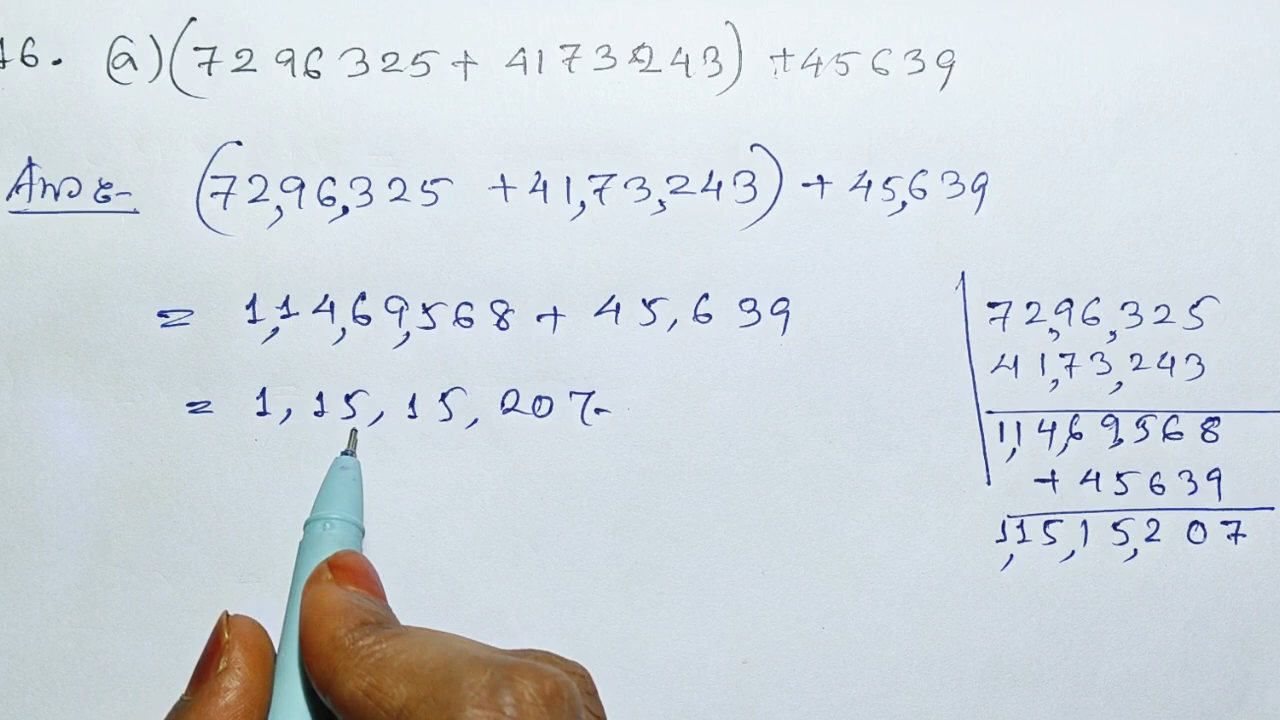 16. (a) (7296325 + 4173243) + 45639
Ans:- (72,96,325 + 41,73,243) + 45,639
= 1,14,69,568 + 45,639
= 1,15,15,207
72,96,325
41,73,243
1,14,69,568
+ 45639
1,15,15,207